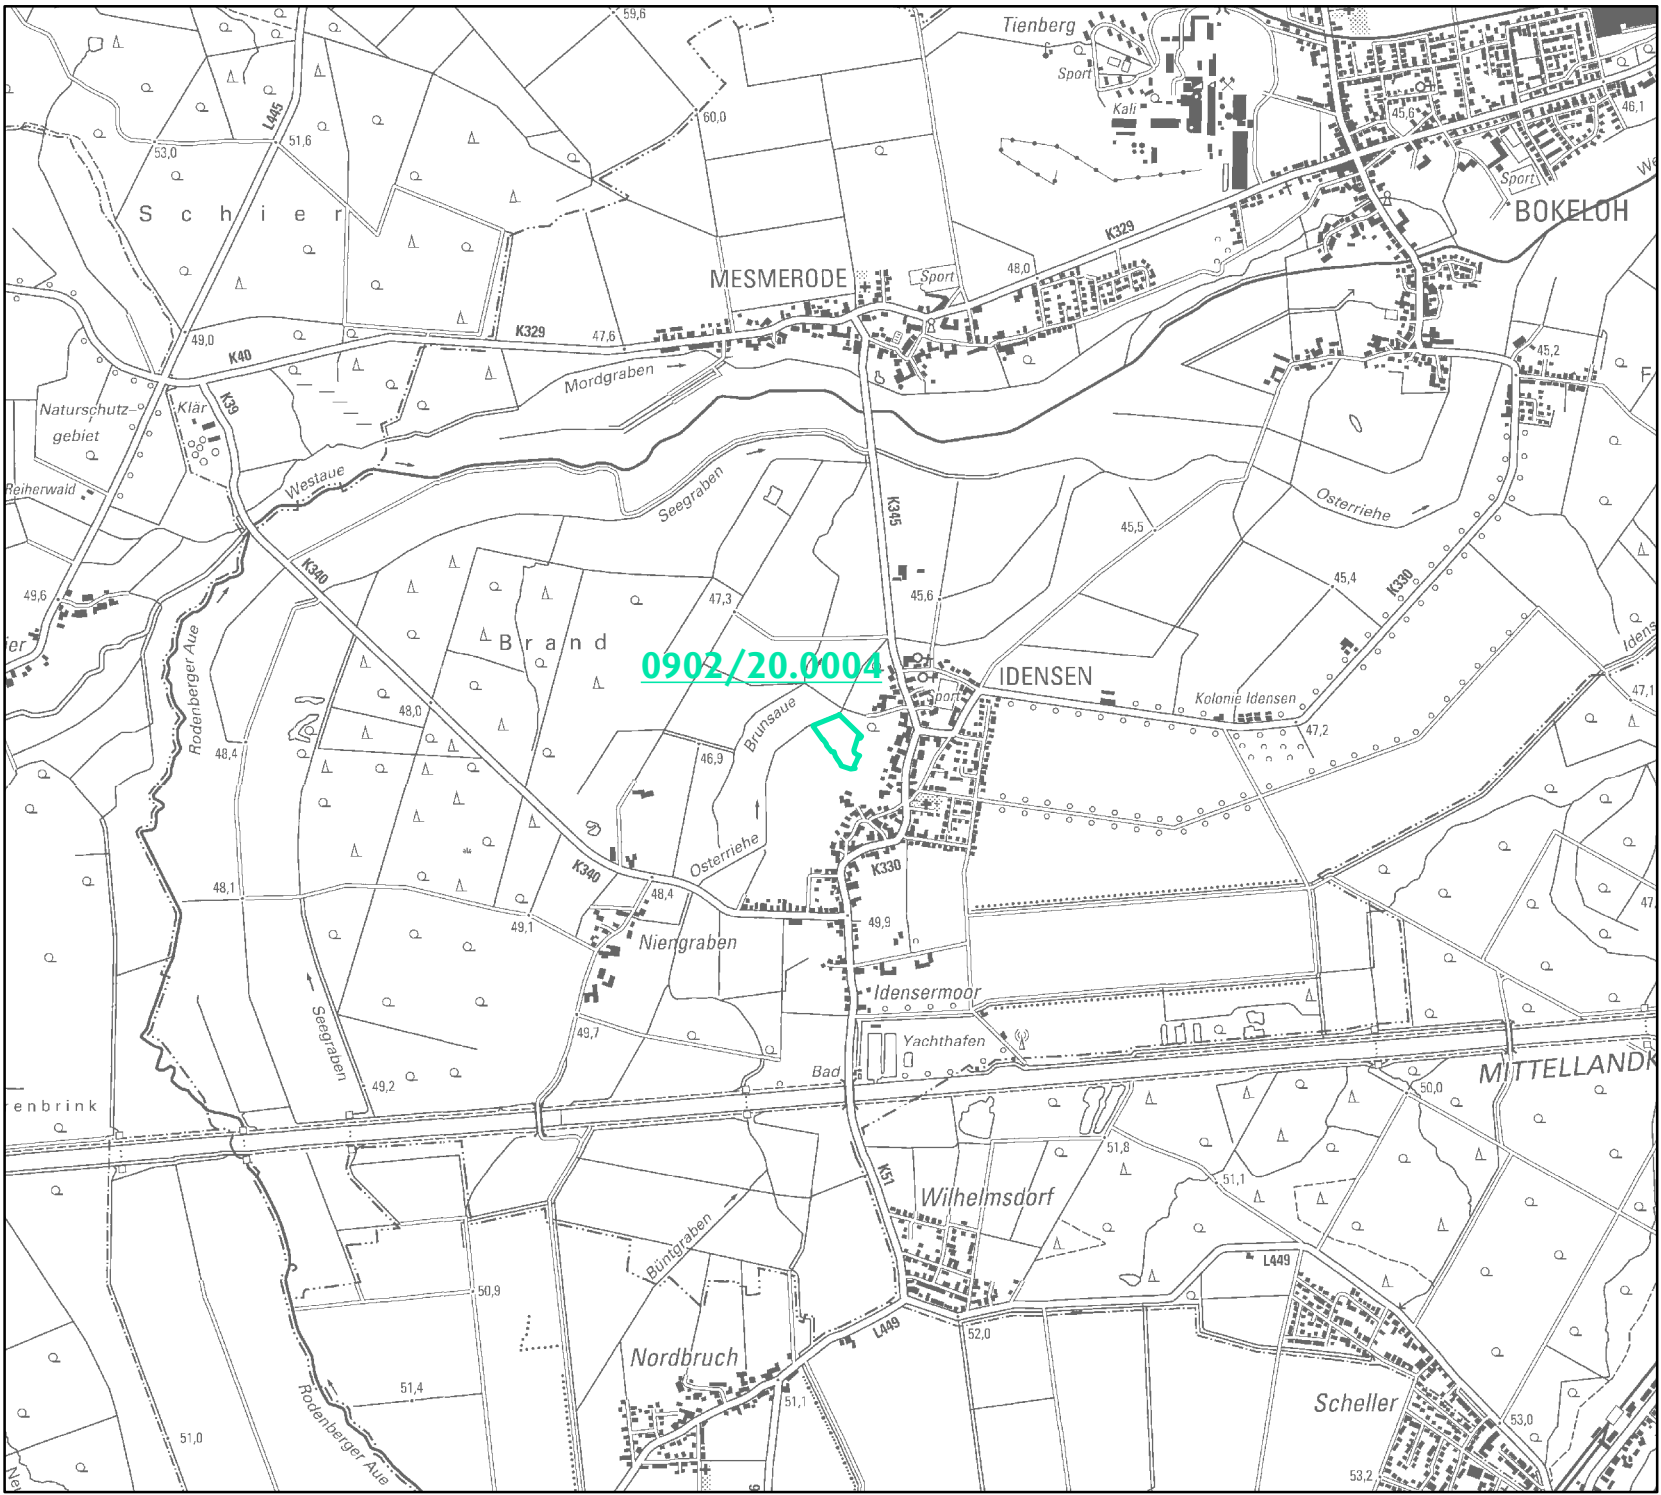 59,6
Tienberg
Sport
L445
51,6
53,0
60,0
Kali
45,6
46,1
Sport
Schier
BOKELOH
K329
MESMERODE
Sport
48,0
49,0
K329
47,6
K40
45,2
F
K39
Mordgraben
Naturschutz-
gebiet
Klär
Reiherwald
Westaue
Seegraben
K345
Osterriehe
45,5
K340
45,4
K330
49,6
47,3
45,6
ier
Brand
Rodenberger Aue
0902/20.0004
IDENSEN
Idens
Sport
Kolonie Idensen
47,1
48,0
Brunsaue
47,2
48,4
46,9
Osterriehe
K340
K330
48,1
48,4
47,
49,1
49,9
Niengraben
Idensermoor
Seegraben
49,7
Yachthafen
Bad
MITTELLANDK
49,2
50,0
renbrink
51,8
K51
51,1
Wilhelmsdorf
Büntgraben
L449
50,9
L449
52,0
Nordbruch
51,4
51,1
Scheller
Rodenberger Aue
53,0
51,0
53,2